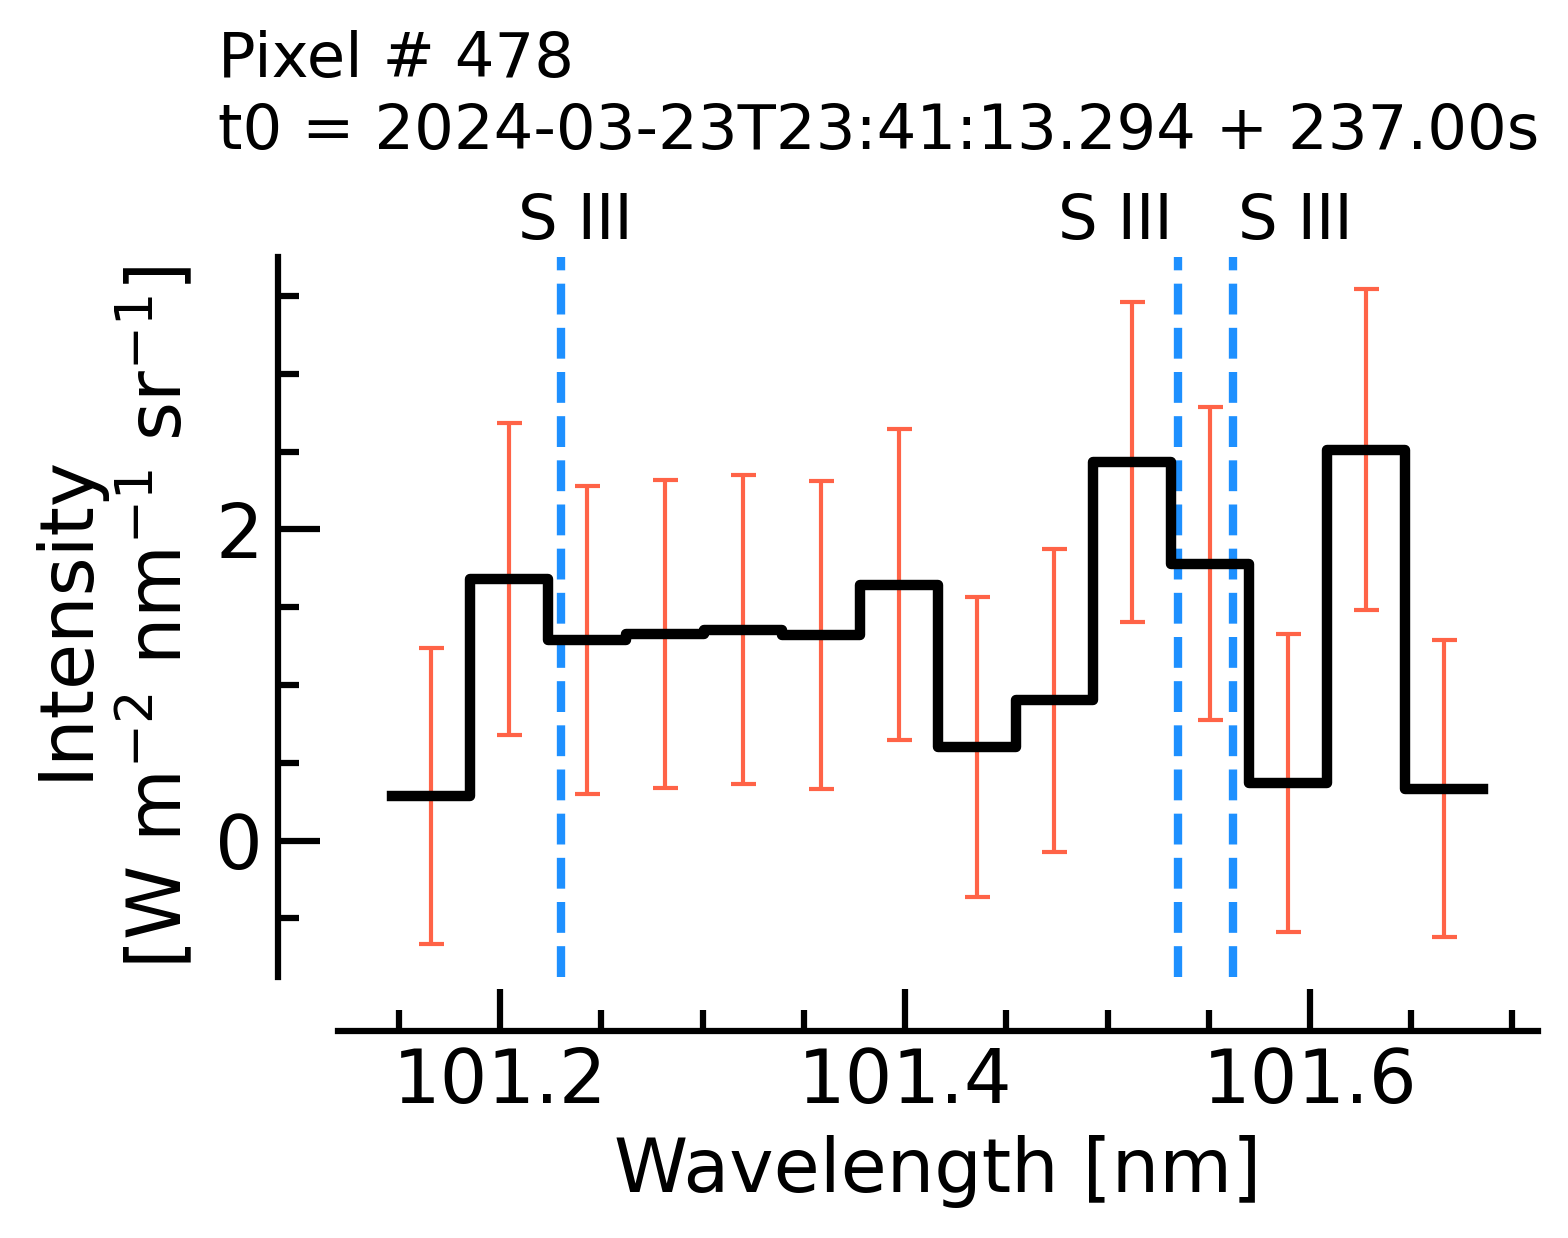 Pixel # 478
t0 = 2024-03-23T23:41:13.294 + 237.00s
S III S III S III
Intensity
[W m⁻² nm⁻¹ sr⁻¹]
2
0
101.2 101.4 101.6
Wavelength [nm]